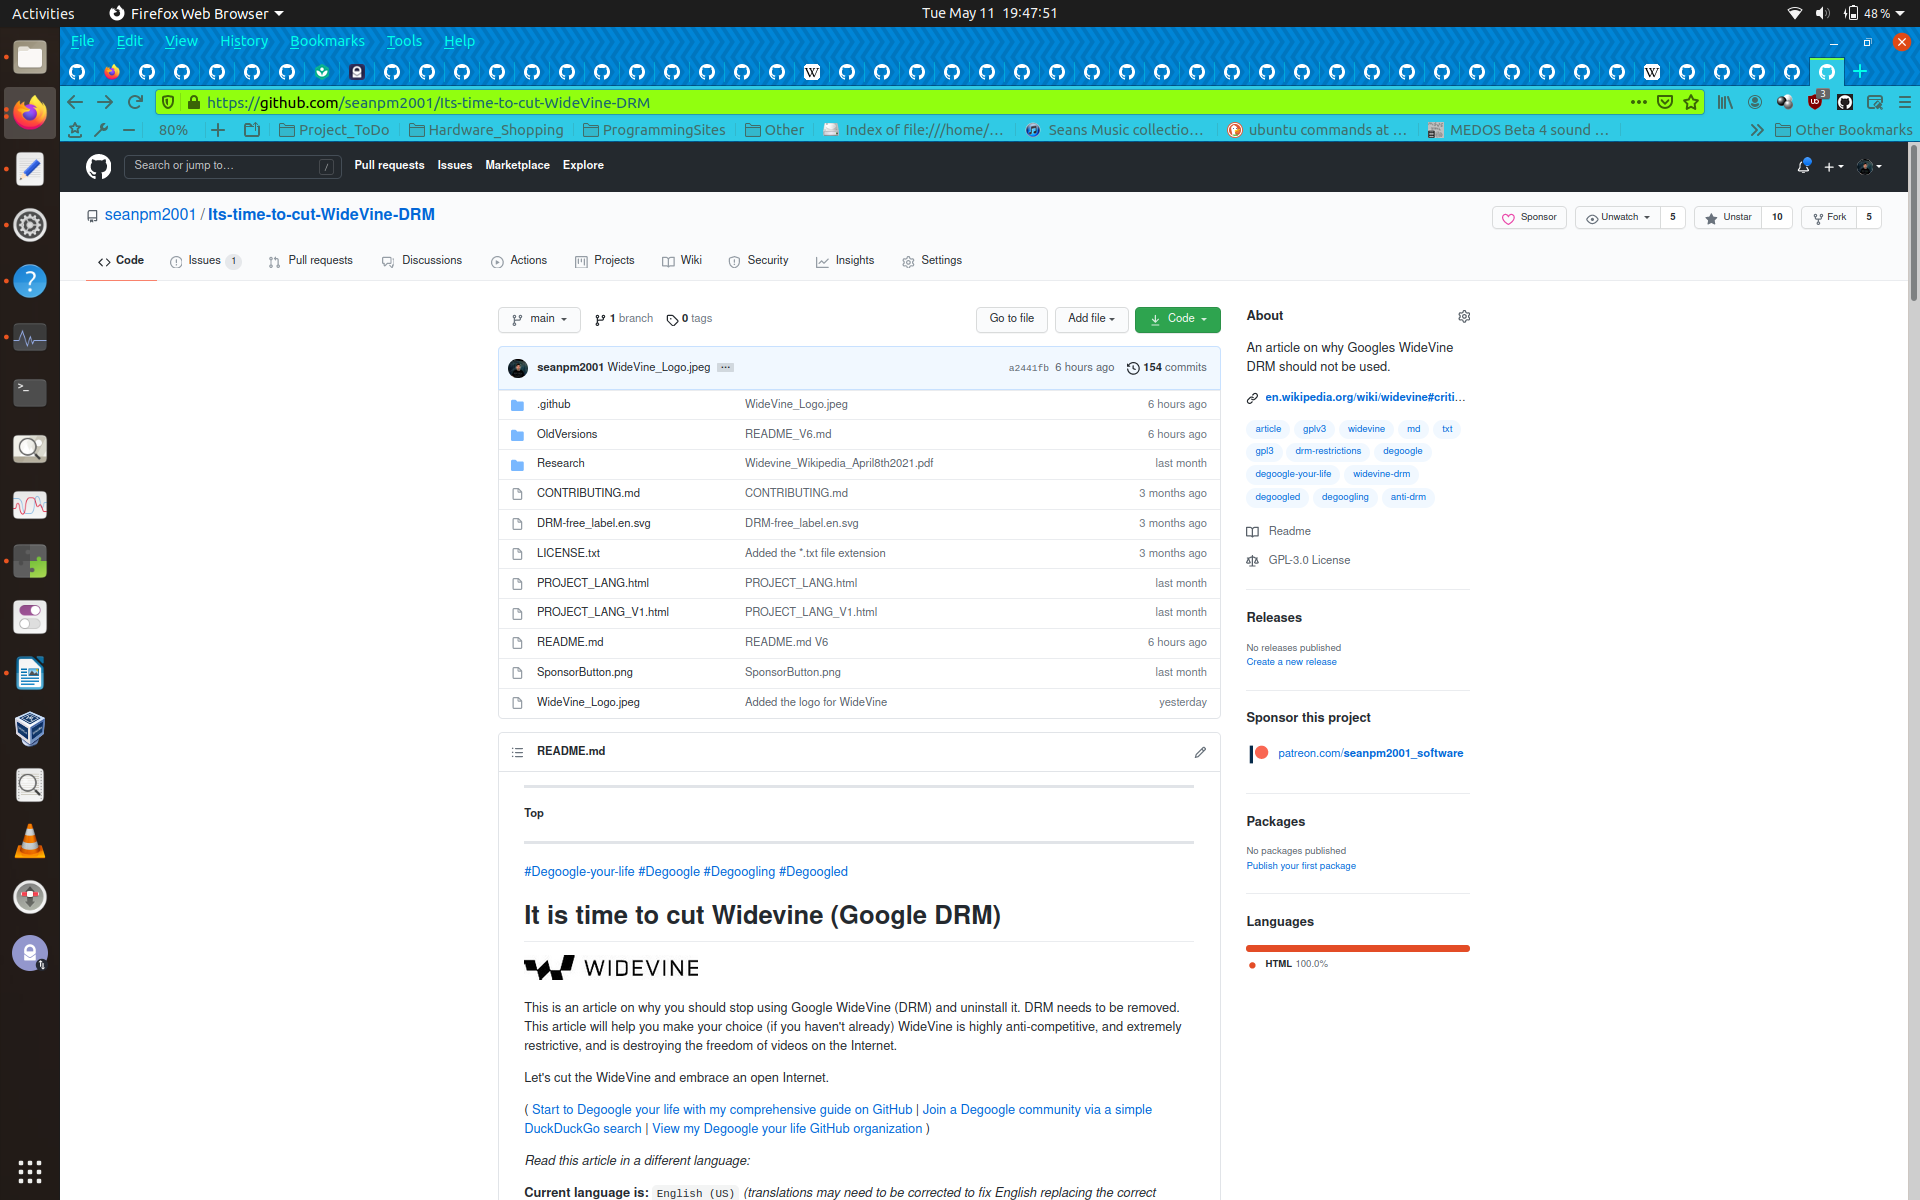 Activities Firefox Web Browser Tue May 11 19:47:51 48 %
File Edit View History Bookmarks Tools Help
https://github.com/seanpm2001/Its-time-to-cut-WideVine-DRM 3
80% Project_ToDo Hardware_Shopping ProgrammingSites Other Index of file:///home/... Seans Music collectio... ubuntu commands at ... MEDOS Beta 4 sound ... Other Bookmarks
Search or jump to... / Pull requests Issues Marketplace Explore
seanpm2001 / Its-time-to-cut-WideVine-DRM Sponsor Unwatch 5 Unstar 10 Fork 5
Code Issues 1 Pull requests Discussions Actions Projects Wiki Security Insights Settings
main 1 branch 0 tags Go to file Add file Code
seanpm2001 WideVine_Logo.jpeg ... a2441fb 6 hours ago 154 commits
.github WideVine_Logo.jpeg 6 hours ago
OldVersions README_V6.md 6 hours ago
Research Widevine_Wikipedia_April8th2021.pdf last month
CONTRIBUTING.md CONTRIBUTING.md 3 months ago
DRM-free_label.en.svg DRM-free_label.en.svg 3 months ago
LICENSE.txt Added the *.txt file extension 3 months ago
PROJECT_LANG.html PROJECT_LANG.html last month
PROJECT_LANG_V1.html PROJECT_LANG_V1.html last month
README.md README.md V6 6 hours ago
SponsorButton.png SponsorButton.png last month
WideVine_Logo.jpeg Added the logo for WideVine yesterday
README.md
Top
#Degoogle-your-life #Degoogle #Degoogling #Degoogled
It is time to cut Widevine (Google DRM)
WIDEVINE
This is an article on why you should stop using Google WideVine (DRM) and uninstall it. DRM needs to be removed.
This article will help you make your choice (if you haven't already) WideVine is highly anti-competitive, and extremely
restrictive, and is destroying the freedom of videos on the Internet.
Let's cut the WideVine and embrace an open Internet.
( Start to Degoogle your life with my comprehensive guide on GitHub | Join a Degoogle community via a simple
DuckDuckGo search | View my Degoogle your life GitHub organization )
Read this article in a different language:
Current language is: English (US) (translations may need to be corrected to fix English replacing the correct
About
An article on why Googles WideVine
DRM should not be used.
en.wikipedia.org/wiki/widevine#criti...
article gplv3 widevine md txt
gpl3 drm-restrictions degoogle
degoogle-your-life widevine-drm
degoogled degoogling anti-drm
Readme
GPL-3.0 License
Releases
No releases published
Create a new release
Sponsor this project
patreon.com/seanpm2001_software
Packages
No packages published
Publish your first package
Languages
HTML 100.0%